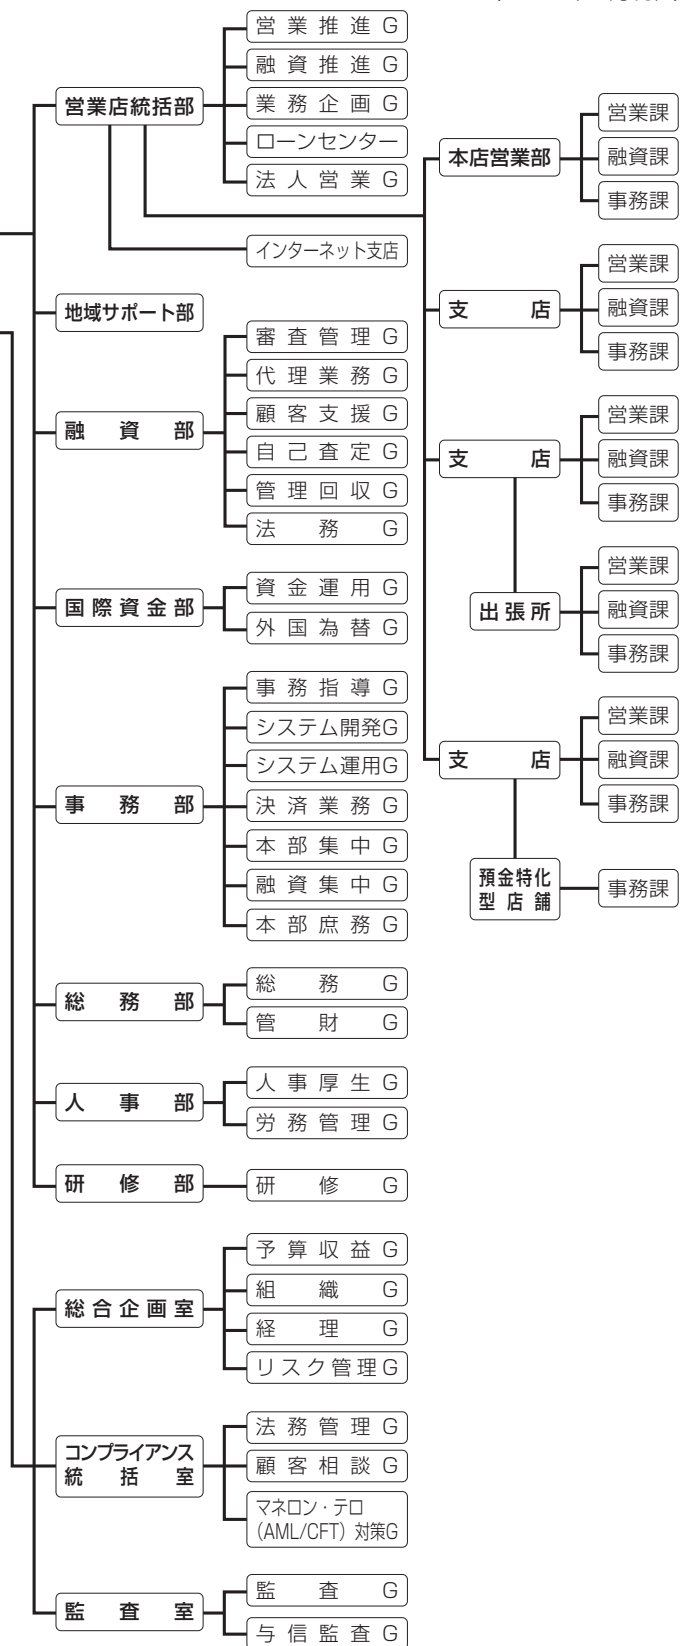 営業店統括部
営業推進G
融資推進G
業務企画G
ローンセンター
法人営業G
インターネット支店
本店営業部
営業課
融資課
事務課
支店
営業課
融資課
事務課
支店
営業課
融資課
事務課
出張所
営業課
融資課
事務課
支店
営業課
融資課
事務課
預金特化
型店舗
事務課
地域サポート部
融資部
審査管理G
代理業務G
顧客支援G
自己査定G
管理回収G
法務G
国際資金部
資金運用G
外国為替G
事務部
事務指導G
システム開発G
システム運用G
決済業務G
本部集中G
融資集中G
本部庶務G
総務部
総務G
管財G
人事部
人事厚生G
労務管理G
研修部
研修G
総合企画室
予算収益G
組織G
経理G
リスク管理G
コンプライアンス
統括室
法務管理G
顧客相談G
マネロン・テロ
(AML/CFT)対策G
監査室
監査G
与信監査G